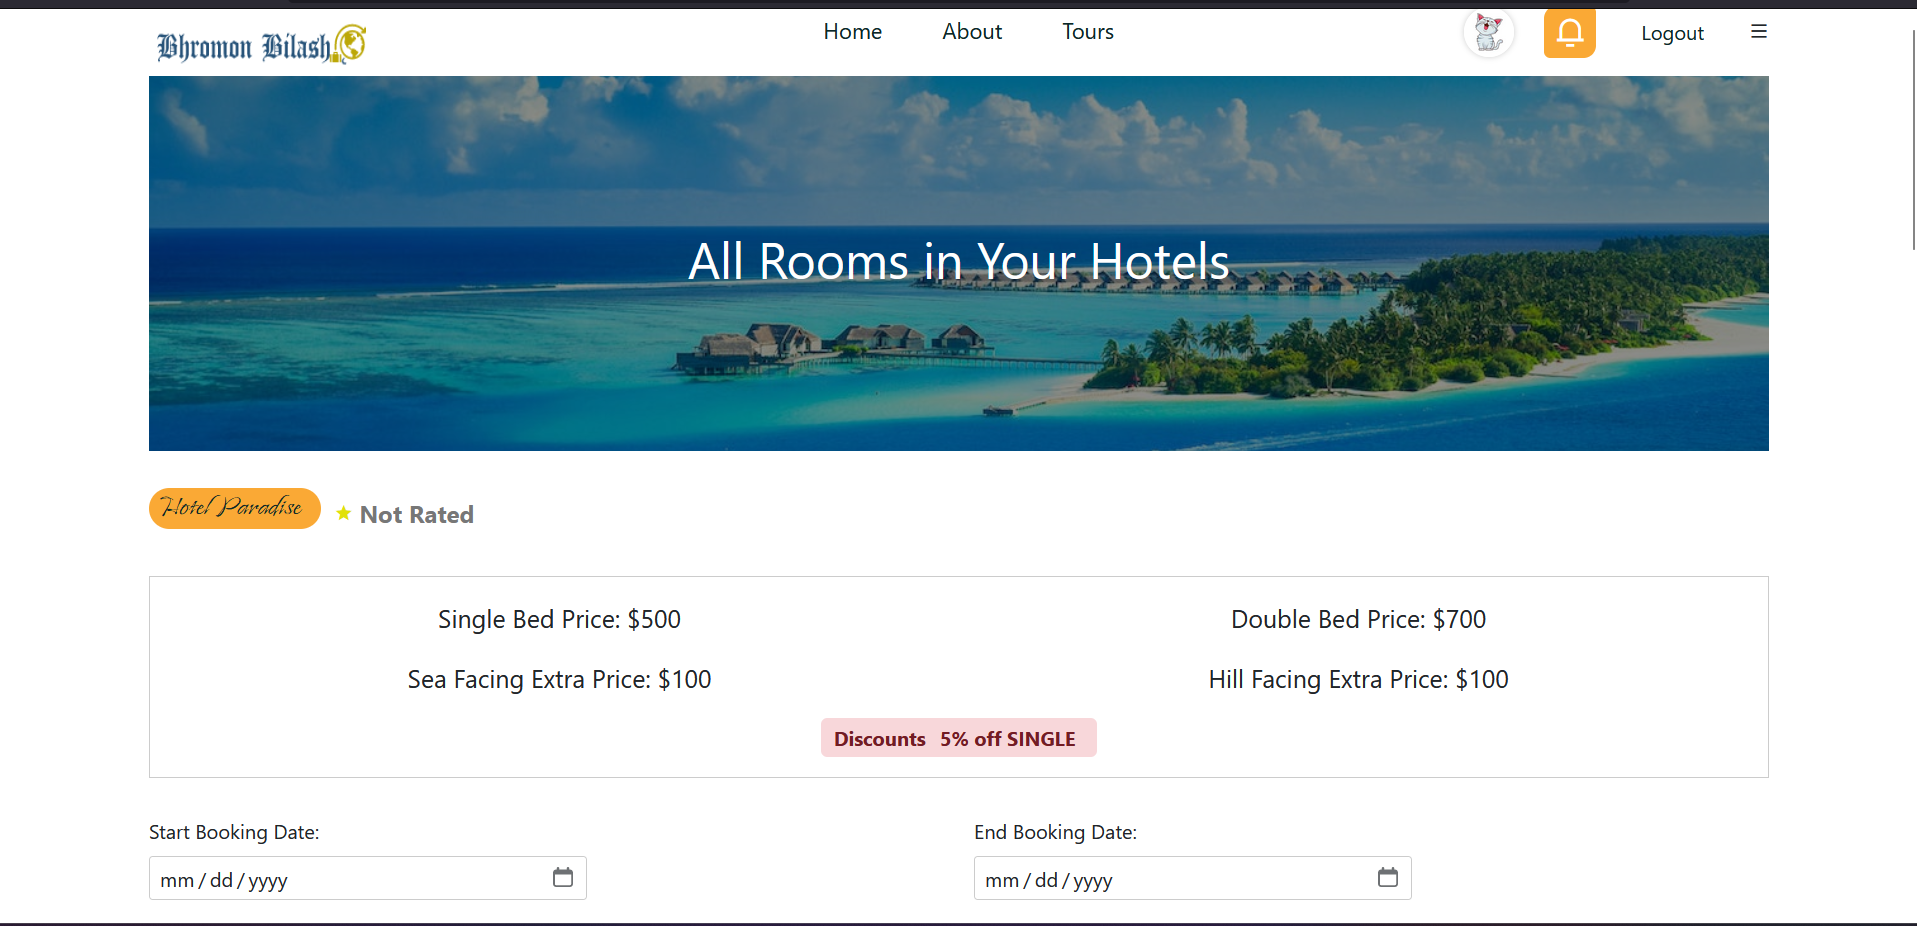 Bhromon Bilash
Home About Tours
Logout
All Rooms in Your Hotels
Hotel Paradise
Not Rated
Single Bed Price: $500
Double Bed Price: $700
Sea Facing Extra Price: $100
Hill Facing Extra Price: $100
Discounts 5% off SINGLE
Start Booking Date:
End Booking Date:
mm/dd/yyyy
mm/dd/yyyy